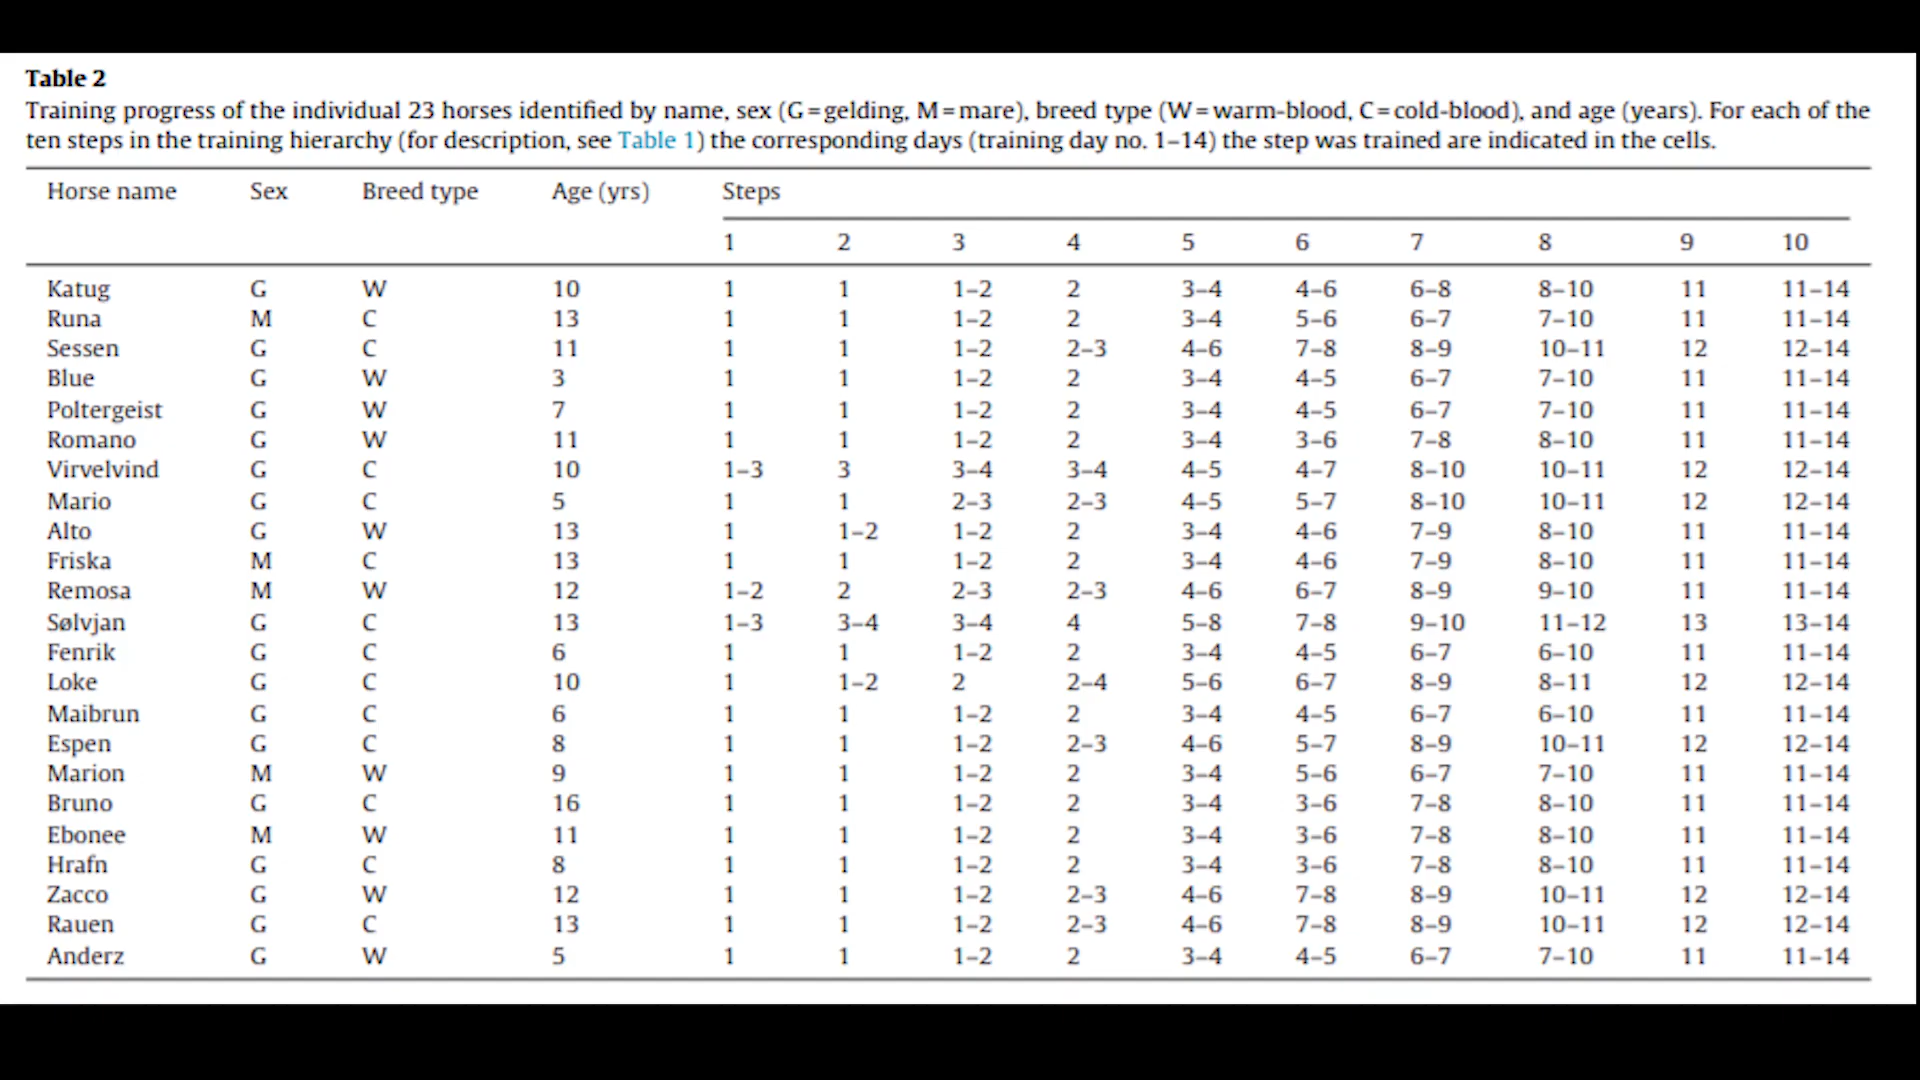 Table 2
Training progress of the individual 23 horses identified by name, sex (G = gelding, M = mare), breed type (W = warm-blood, C = cold-blood), and age (years). For each of the
ten steps in the training hierarchy (for description, see Table 1) the corresponding days (training day no. 1–14) the step was trained are indicated in the cells.
Horse name Sex Breed type Age (yrs) Steps
1 2 3 4 5 6 7 8 9 10
Katug G W 10 1 1 1–2 2 3–4 4–6 6–8 8–10 11 11–14
Runa M C 13 1 1 1–2 2 3–4 5–6 6–7 7–10 11 11–14
Sessen G C 11 1 1 1–2 2–3 4–6 7–8 8–9 10–11 12 12–14
Blue G W 3 1 1 1–2 2 3–4 4–5 6–7 7–10 11 11–14
Poltergeist G W 7 1 1 1–2 2 3–4 4–5 6–7 7–10 11 11–14
Romano G W 11 1 1 1–2 2 3–4 3–6 7–8 8–10 11 11–14
Virvelvind G C 10 1–3 3 3–4 3–4 4–5 4–7 8–10 10–11 12 12–14
Mario G C 5 1 1 2–3 2–3 4–5 5–7 8–10 10–11 12 12–14
Alto G W 13 1 1–2 1–2 2 3–4 4–6 7–9 8–10 11 11–14
Friska M C 13 1 1 1–2 2 3–4 4–6 7–9 8–10 11 11–14
Remosa M W 12 1–2 2 2–3 2–3 4–6 6–7 8–9 9–10 11 11–14
Sølvjan G C 13 1–3 3–4 3–4 4 5–8 7–8 9–10 11–12 13 13–14
Fenrik G C 6 1 1 1–2 2 3–4 4–5 6–7 6–10 11 11–14
Loke G C 10 1 1–2 2 2–4 5–6 6–7 8–9 8–11 12 12–14
Maibrun G C 6 1 1 1–2 2 3–4 4–5 6–7 6–10 11 11–14
Espen G C 8 1 1 1–2 2–3 4–6 5–7 8–9 10–11 12 12–14
Marion M W 9 1 1 1–2 2 3–4 5–6 6–7 7–10 11 11–14
Bruno G C 16 1 1 1–2 2 3–4 3–6 7–8 8–10 11 11–14
Ebonee M W 11 1 1 1–2 2 3–4 3–6 7–8 8–10 11 11–14
Hrafn G C 8 1 1 1–2 2 3–4 3–6 7–8 8–10 11 11–14
Zacco G W 12 1 1 1–2 2–3 4–6 7–8 8–9 10–11 12 12–14
Rauen G C 13 1 1 1–2 2–3 4–6 7–8 8–9 10–11 12 12–14
Anderz G W 5 1 1 1–2 2 3–4 4–5 6–7 7–10 11 11–14